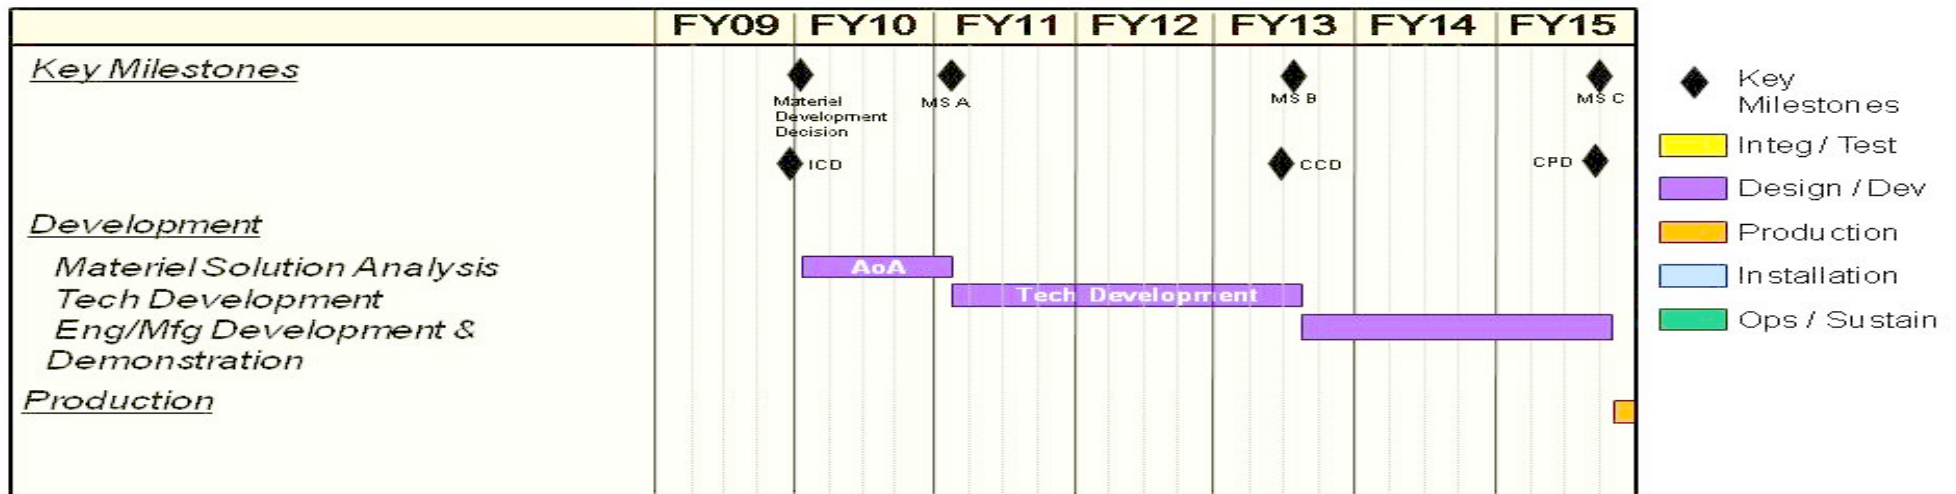 FY09 FY10 FY11 FY12 FY13 FY14 FY15
Key Milestones
Materiel
Development
Decision
MS A
MS B
MS C
ICD
CCD
CPD
Development
Materiel Solution Analysis
AoA
Tech Development
Tech Development
Eng/Mfg Development &
Demonstration
Production
Key
Milestones
Integ / Test
Design / Dev
Production
Installation
Ops / Sustain